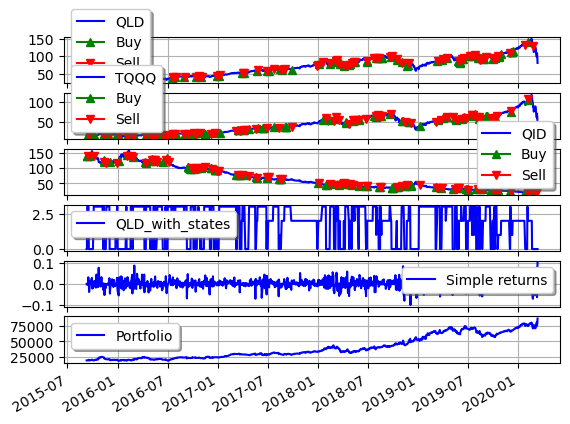 QLD
Buy
Sell
150
100
50
TQQQ
Buy
Sell
100
50
QID
Buy
Sell
150
100
50
QLD_with_states
2.5
0.0
Simple returns
0.1
0.0
−0.1
Portfolio
75000
50000
25000
2015-07
2016-01
2016-07
2017-01
2017-07
2018-01
2018-07
2019-01
2019-07
2020-01